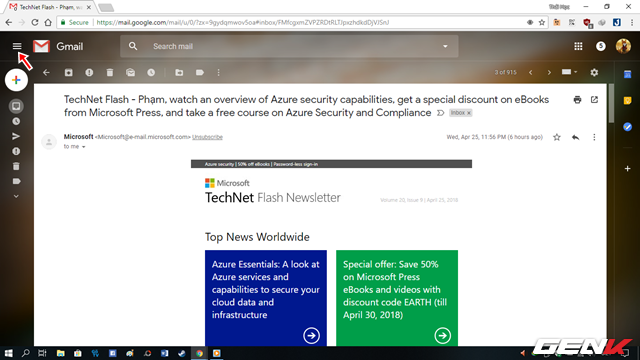 TechNet Flash - Phạm, w
Secure
https://mail.google.com/mail/u/0/?zx=9gydqmwov5oa#inbox/
Gmail
Search mail
3 of 915
TechNet Flash - Phạm, watch an overview of Azure security capabilities, get a special discount on eBooks
from Microsoft Press, and take a free course on Azure Security and Compliance
Inbox x
Microsoft <Microsoft@e-mail.microsoft.com> Unsubscribe
Wed, Apr 25, 11:56 PM (6 hours ago)
to me
Azure security | 50% off eBooks | Password-less sign-in
Microsoft
TechNet Flash Newsletter
Volume 20, Issue 9 | April 25, 2018
Top News Worldwide
Azure Essentials: A look at
Azure services and
capabilities to secure your
cloud data and
infrastructure
Special offer: Save 50%
on Microsoft Press
eBooks and videos with
discount code EARTH (till
April 30, 2018)
GENK